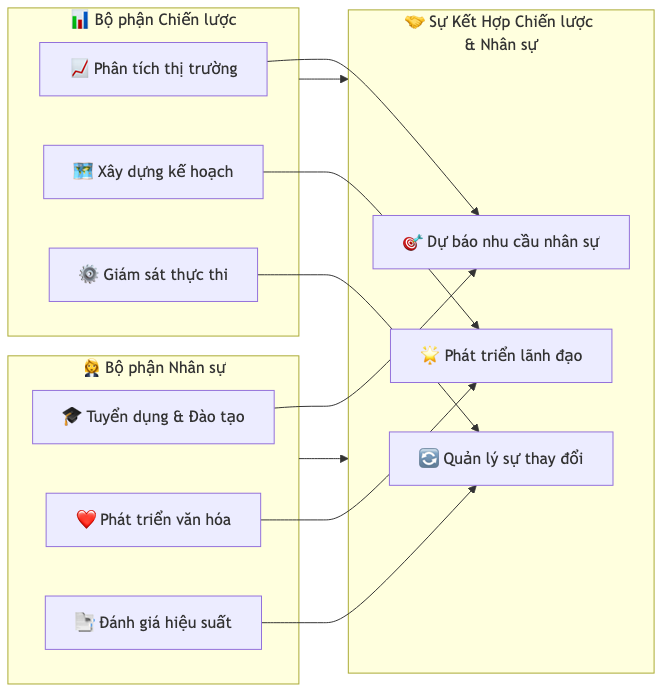 📊 Bộ phận Chiến lược
📈 Phân tích thị trường
🗺️ Xây dựng kế hoạch
⚙️ Giám sát thực thi
👩‍💼 Bộ phận Nhân sự
🎓 Tuyển dụng & Đào tạo
❤️ Phát triển văn hóa
📑 Đánh giá hiệu suất
🤝 Sự Kết Hợp Chiến lược
& Nhân sự
🎯 Dự báo nhu cầu nhân sự
🌟 Phát triển lãnh đạo
🔄 Quản lý sự thay đổi